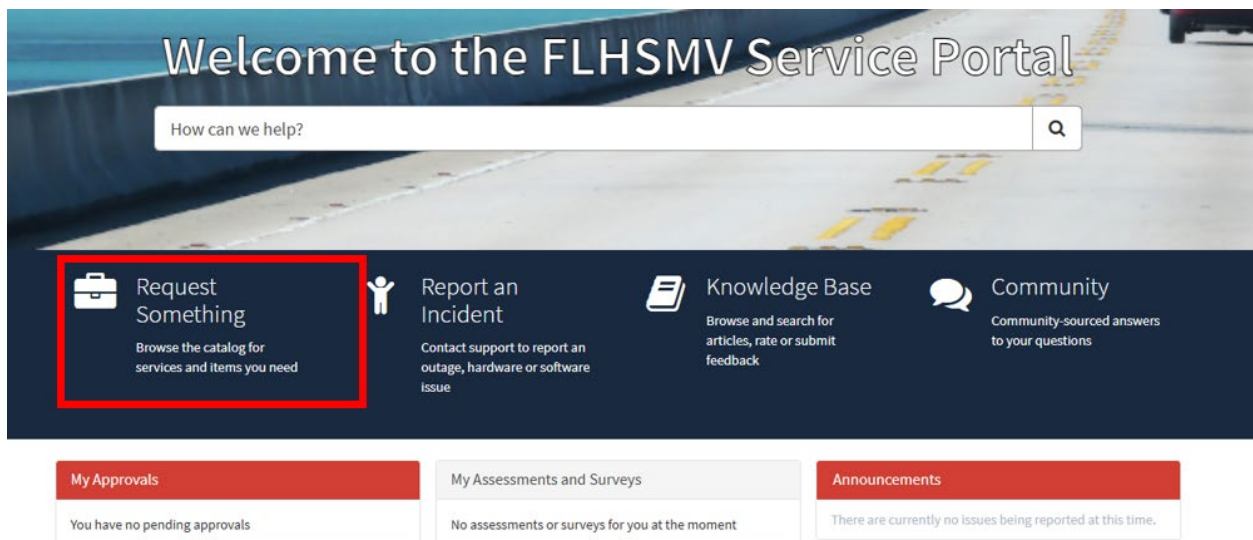 Welcome to the FLHSMV Service Portal
How can we help?
Request
Something
Browse the catalog for
services and items you need
Report an
Incident
Contact support to report an
outage, hardware or software
issue
Knowledge Base
Browse and search for
articles, rate or submit
feedback
Community
Community-sourced answers
to your questions
My Approvals
You have no pending approvals
My Assessments and Surveys
No assessments or surveys for you at the moment
Announcements
There are currently no issues being reported at this time.